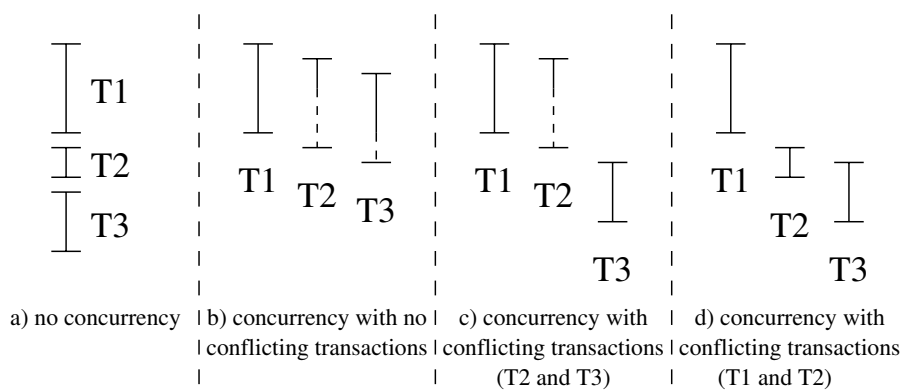 T1
T2
T3
a) no concurrency
T1
T2
T3
b) concurrency with no
conflicting transactions
T1
T2
T3
c) concurrency with
conflicting transactions
(T2 and T3)
T1
T2
T3
d) concurrency with
conflicting transactions
(T1 and T2)